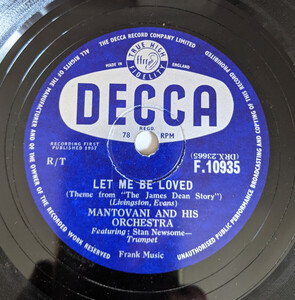 THE DECCA RECORD COMPANY LIMITED
ALL RIGHTS OF THE MANUFACTURER AND OF THE OWNER OF THE RECORDED WORK RESERVED
UNAUTHORISED PUBLIC PERFORMANCE BROADCASTING AND COPYING OF THIS RECORD PROHIBITED
TRUE HIGH
ffrr
FIDELITY
MADE IN ENGLAND
DECCA
REGD.
78 RPM
RECORDING FIRST
PUBLISHED 1957
R/T
(DRX.23665)
F.10935
LET ME BE LOVED
(Theme from "The James Dean Story")
(Livingston, Evans)
MANTOVANI AND HIS
ORCHESTRA
Featuring: Stan Newsome—
Trumpet
Frank Music